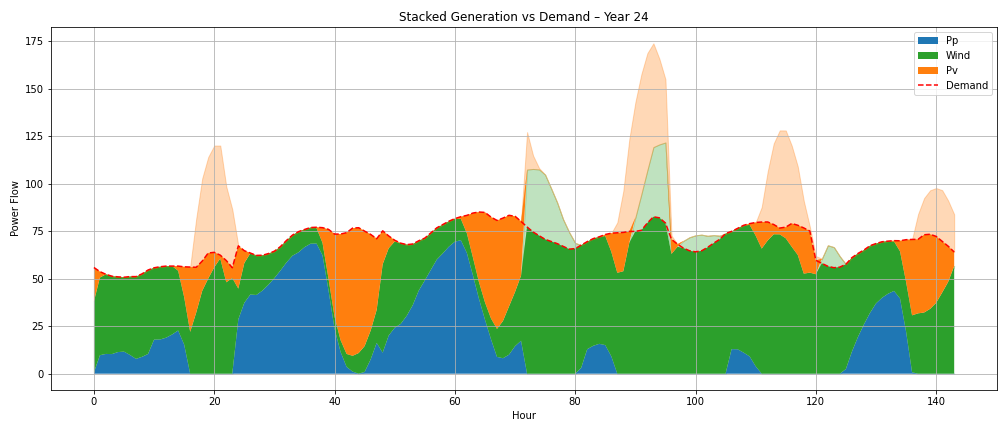 Stacked Generation vs Demand – Year 24
Pp
Wind
Pv
Demand
Power Flow
175
150
125
100
75
50
25
0
0 20 40 60 80 100 120 140
Hour